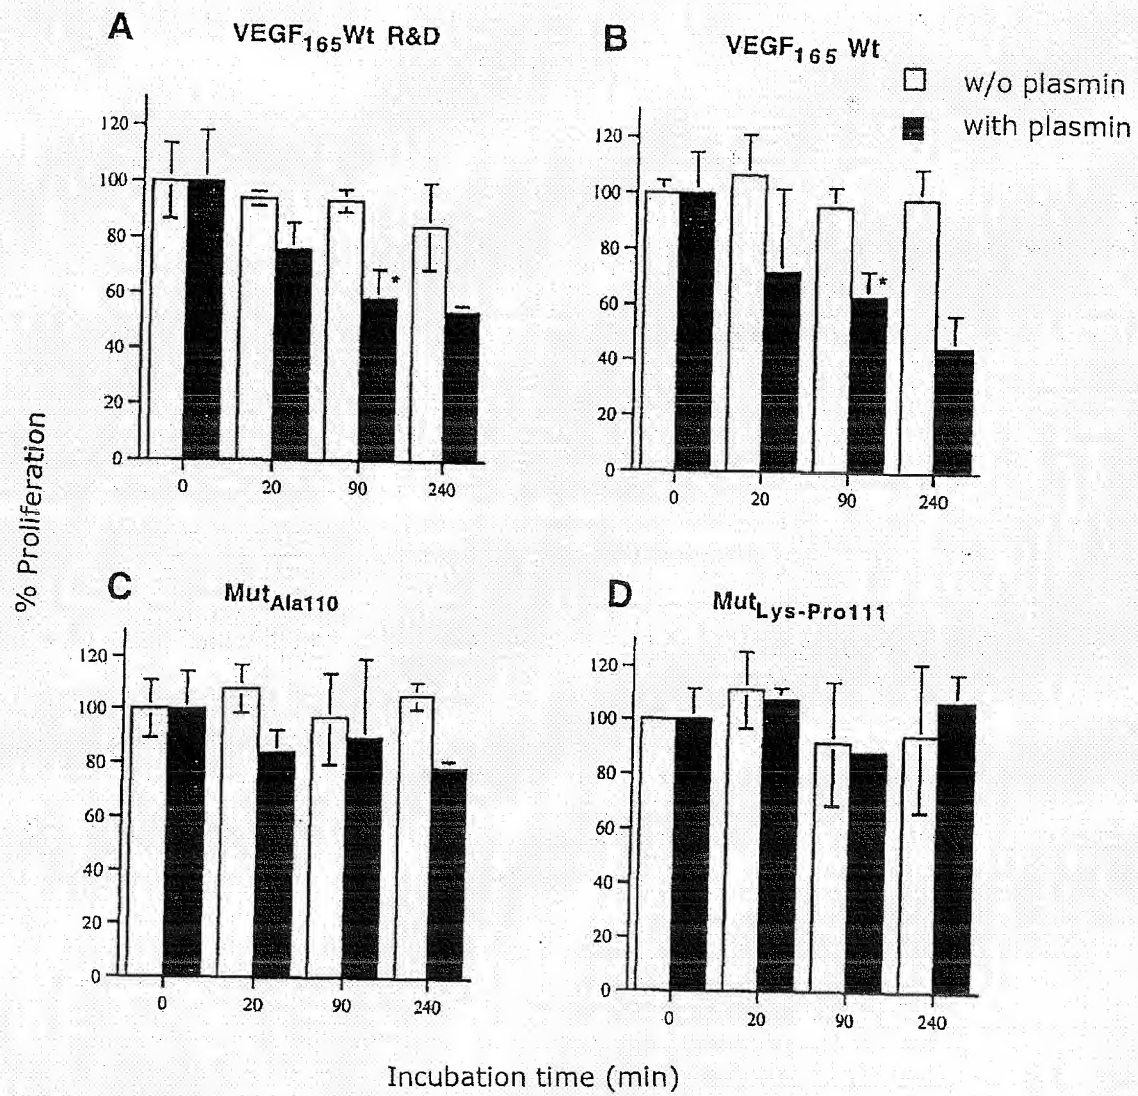 A
VEGF165Wt R&D
B
VEGF165 Wt
w/o plasmin
with plasmin
120
100
80
60
40
20
0
*
0 20 90 240
120
100
80
60
40
20
0
*
0 20 90 240
% Proliferation
C
MutAla110
D
MutLys-Pro111
120
100
80
60
40
20
0
0 20 90 240
120
100
80
60
40
20
0
0 20 90 240
Incubation time (min)